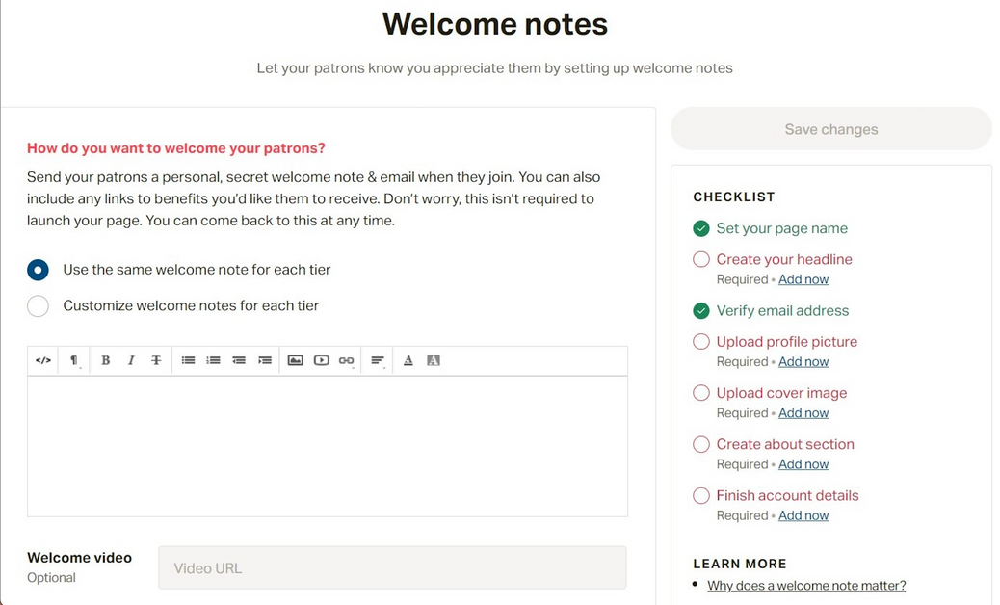 Welcome notes
Let your patrons know you appreciate them by setting up welcome notes
How do you want to welcome your patrons?
Send your patrons a personal, secret welcome note & email when they join. You can also
include any links to benefits you'd like them to receive. Don't worry, this isn't required to
launch your page. You can come back to this at any time.
Use the same welcome note for each tier
Customize welcome notes for each tier
</> ¶ B I T A A
Welcome video
Optional
Video URL
Save changes
CHECKLIST
Set your page name
Create your headline
Required • Add now
Verify email address
Upload profile picture
Required • Add now
Upload cover image
Required • Add now
Create about section
Required • Add now
Finish account details
Required • Add now
LEARN MORE
• Why does a welcome note matter?